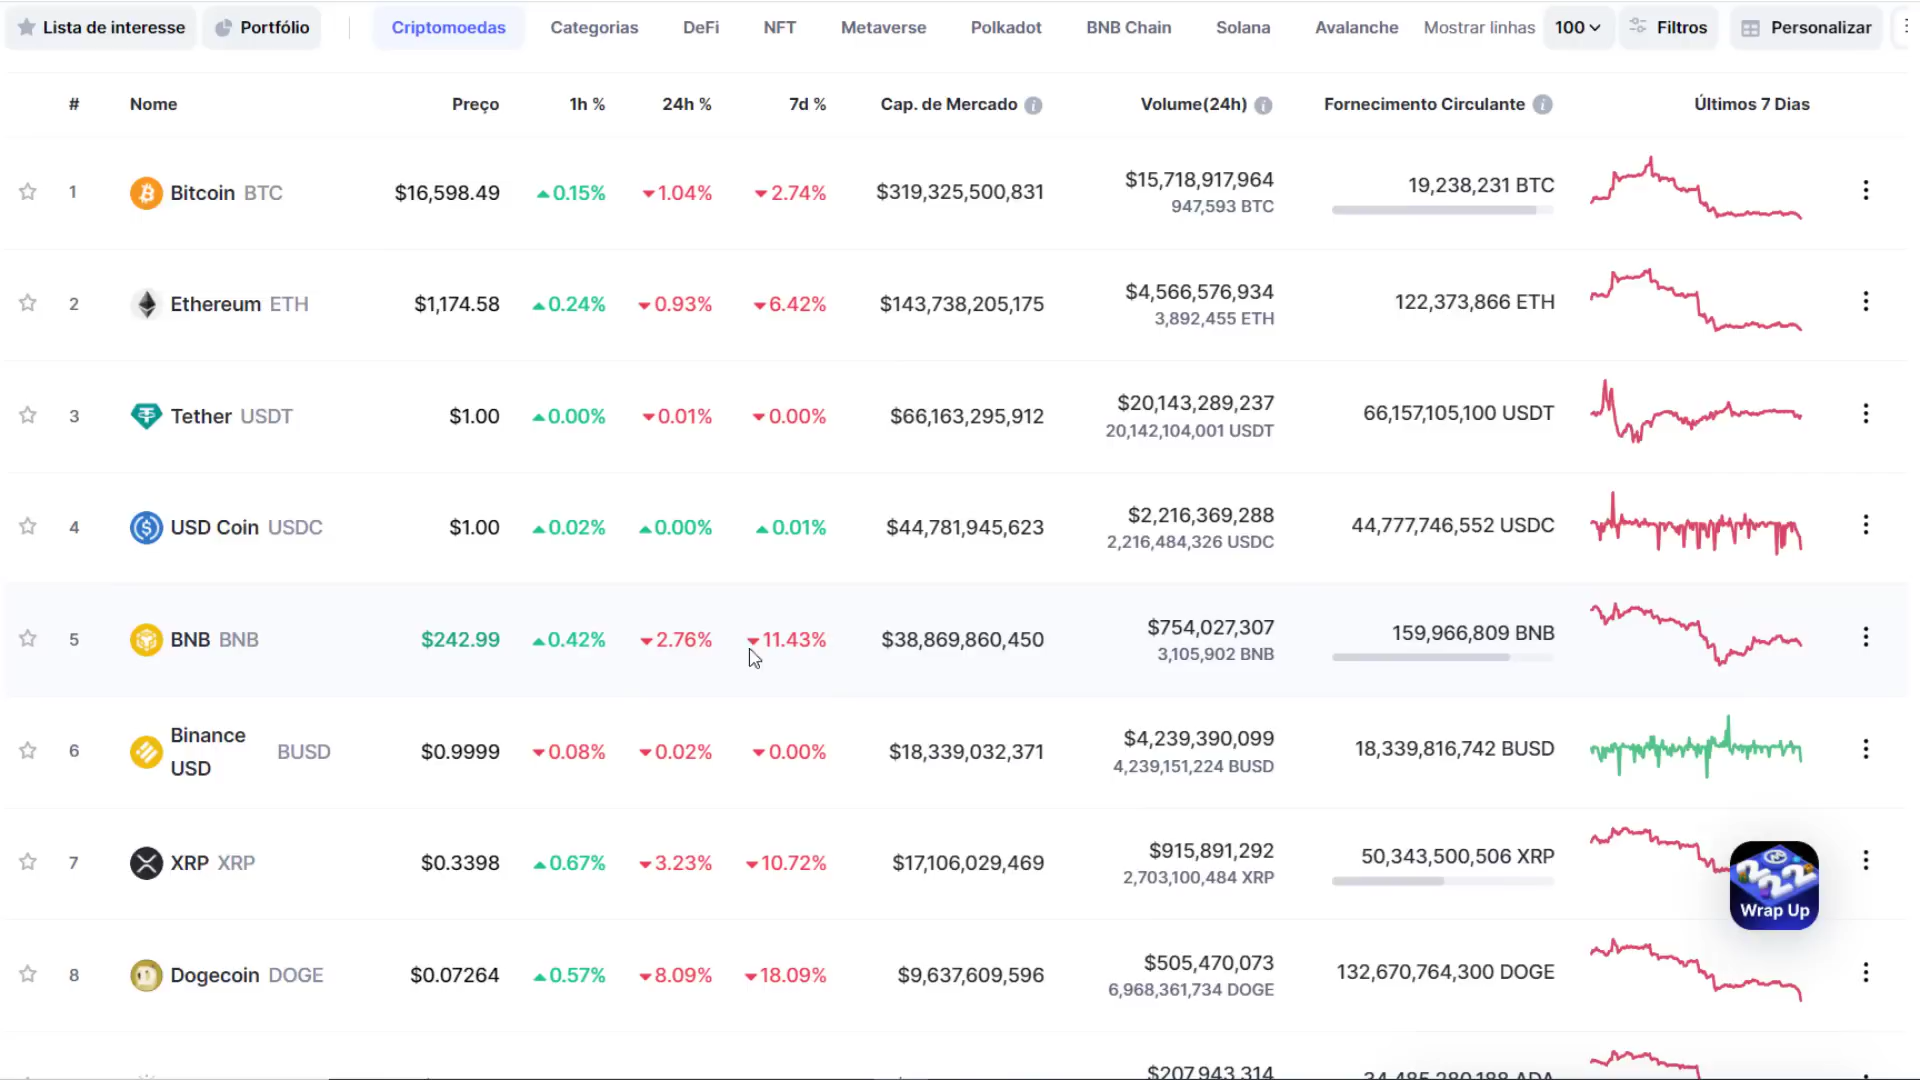 Lista de interesse Portfólio Criptomoedas Categorias DeFi NFT Metaverse Polkadot BNB Chain Solana Avalanche Mostrar linhas 100 Filtros Personalizar
# Nome Preço 1h % 24h % 7d % Cap. de Mercado Volume(24h) Fornecimento Circulante Últimos 7 Dias
1 Bitcoin BTC $16,598.49 0.15% 1.04% 2.74% $319,325,500,831 $15,718,917,964 19,238,231 BTC
947,593 BTC
2 Ethereum ETH $1,174.58 0.24% 0.93% 6.42% $143,738,205,175 $4,566,576,934 122,373,866 ETH
3,892,455 ETH
3 Tether USDT $1.00 0.00% 0.01% 0.00% $66,163,295,912 $20,143,289,237 66,157,105,100 USDT
20,142,104,001 USDT
4 USD Coin USDC $1.00 0.02% 0.00% 0.01% $44,781,945,623 $2,216,369,288 44,777,746,552 USDC
2,216,484,326 USDC
5 BNB BNB $242.99 0.42% 2.76% 11.43% $38,869,860,450 $754,027,307 159,966,809 BNB
3,105,902 BNB
6 Binance USD BUSD $0.9999 0.08% 0.02% 0.00% $18,339,032,371 $4,239,390,099 18,339,816,742 BUSD
4,239,151,224 BUSD
7 XRP XRP $0.3398 0.67% 3.23% 10.72% $17,106,029,469 $915,891,292 50,343,500,506 XRP
2,703,100,484 XRP
2022
Wrap Up
8 Dogecoin DOGE $0.07264 0.57% 8.09% 18.09% $9,637,609,596 $505,470,073 132,670,764,300 DOGE
6,968,361,734 DOGE
$207,943,314 34,485,280,188 ADA